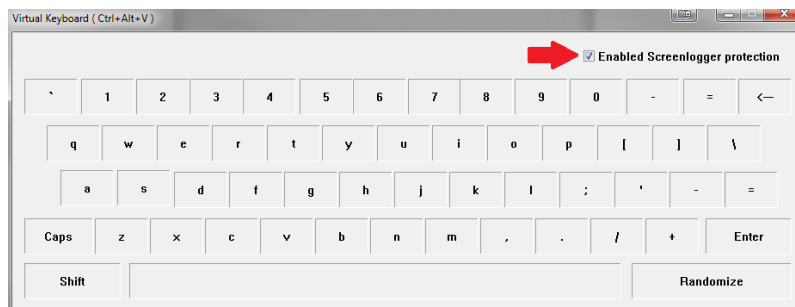 Virtual Keyboard ( Ctrl+Alt+V )
Enabled Screenlogger protection
` 1 2 3 4 5 6 7 8 9 0 - = <—
q w e r t y u i o p [ ] \
a s d f g h j k l ; ' - =
Caps z x c v b n m , . / + Enter
Shift Randomize